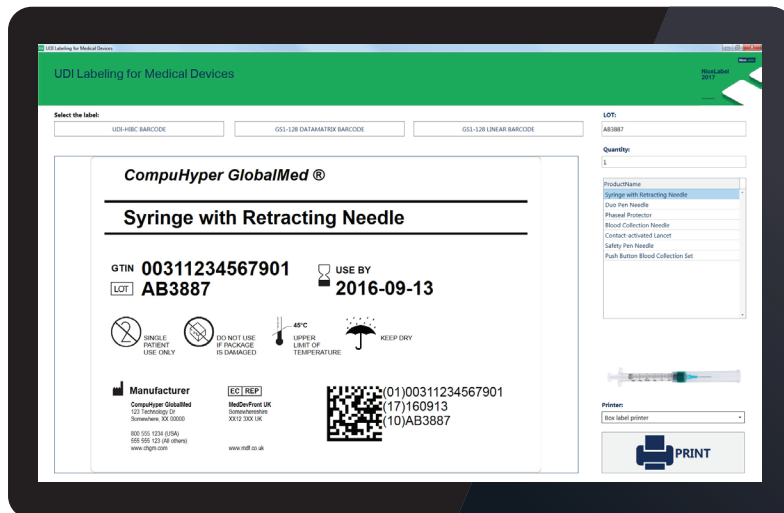 UDI Labeling for Medical Devices
UDI Labeling for Medical Devices
NiceLabel
2017
Select the label:
UDI-HIBC BARCODE
GS1-128 DATAMATRIX BARCODE
GS1-128 LINEAR BARCODE
LOT:
AB3887
Quantity:
1
ProductName
Syringe with Retracting Needle
Duo Pen Needle
Phaseal Protector
Blood Collection Needle
Contact-activated Lancet
Safety Pen Needle
Push Button Blood Collection Set
CompuHyper GlobalMed ®
Syringe with Retracting Needle
GTIN 00311234567901
LOT AB3887
USE BY
2016-09-13
2
SINGLE
PATIENT
USE ONLY
DO NOT USE
IF PACKAGE
IS DAMAGED
45°C
UPPER
LIMIT OF
TEMPERATURE
KEEP DRY
Manufacturer
CompuHyper GlobalMed
123 Technology Dr
Somewhere, XX 00000
800 555 1234 (USA)
555 555 123 (All others)
www.chgm.com
EC REP
MedDevFront UK
Somewhereshire
XX12 3XX UK
www.mdf.co.uk
(01)00311234567901
(17)160913
(10)AB3887
Printer:
Box label printer
PRINT